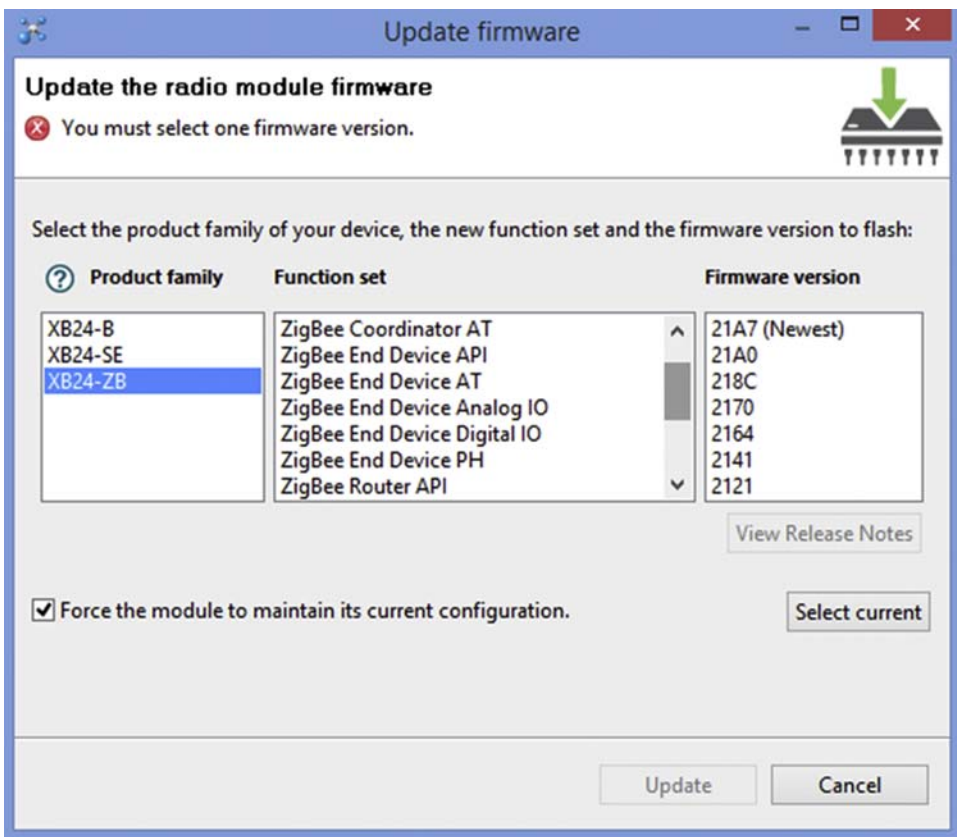 Update firmware
Update the radio module firmware
You must select one firmware version.
Select the product family of your device, the new function set and the firmware version to flash:
Product family
XB24-B
XB24-SE
XB24-ZB
Function set
ZigBee Coordinator AT
ZigBee End Device API
ZigBee End Device AT
ZigBee End Device Analog IO
ZigBee End Device Digital IO
ZigBee End Device PH
ZigBee Router API
Firmware version
21A7 (Newest)
21A0
218C
2170
2164
2141
2121
View Release Notes
Force the module to maintain its current configuration.
Select current
Update
Cancel